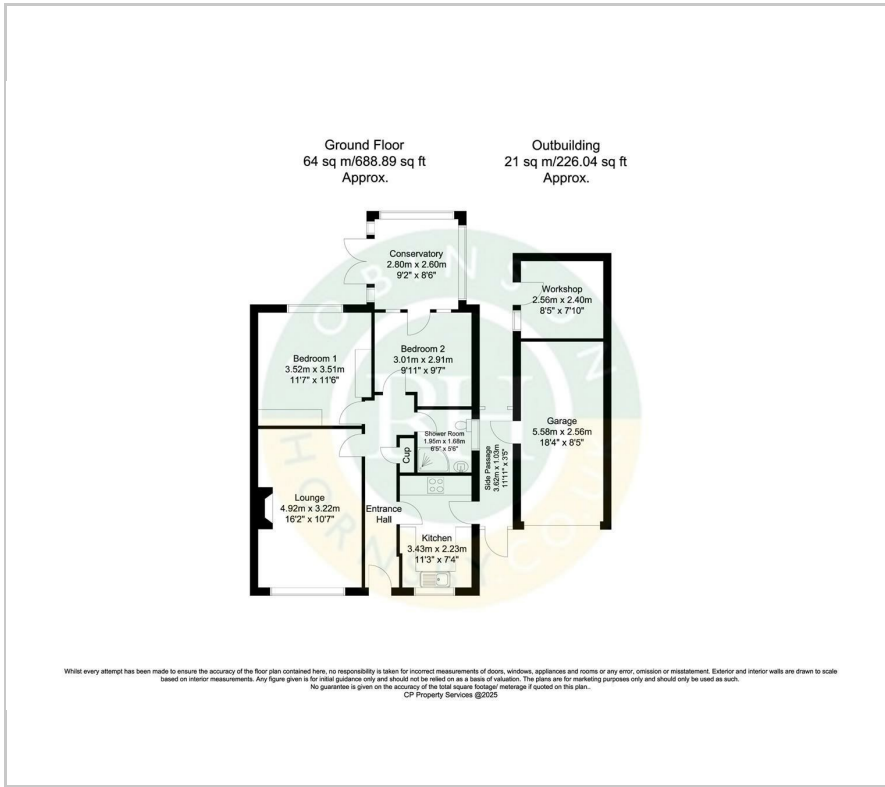 Ground Floor
64 sq m/688.89 sq ft
Approx.
Outbuilding
21 sq m/226.04 sq ft
Approx.
Conservatory
2.80m x 2.60m
9'2" x 8'6"
Workshop
2.56m x 2.40m
8'5" x 7'10"
Bedroom 1
3.52m x 3.51m
11'7" x 11'6"
Bedroom 2
3.01m x 2.91m
9'11" x 9'7"
Garage
5.58m x 2.56m
18'4" x 8'5"
Shower Room
1.95m x 1.68m
6'5" x 5'6"
Cup
Side Passage
3.62m x 1.03m
11'11" x 3'5"
Lounge
4.92m x 3.22m
16'2" x 10'7"
Entrance
Hall
Kitchen
3.43m x 2.23m
11'3" x 7'4"
Whilst every attempt has been made to ensure the accuracy of the floor plan contained here, no responsibility is taken for incorrect measurements of doors, windows, appliances and rooms or any error, omission or misstatement. Exterior and interior walls are drawn to scale
based on interior measurements. Any figure given is for initial guidance only and should not be relied on as a basis of valuation. The plans are for marketing purposes only and should only be used as such.
No guarantee is given on the accuracy of the total square footage/ meterage if quoted on this plan..
CP Property Services @2025